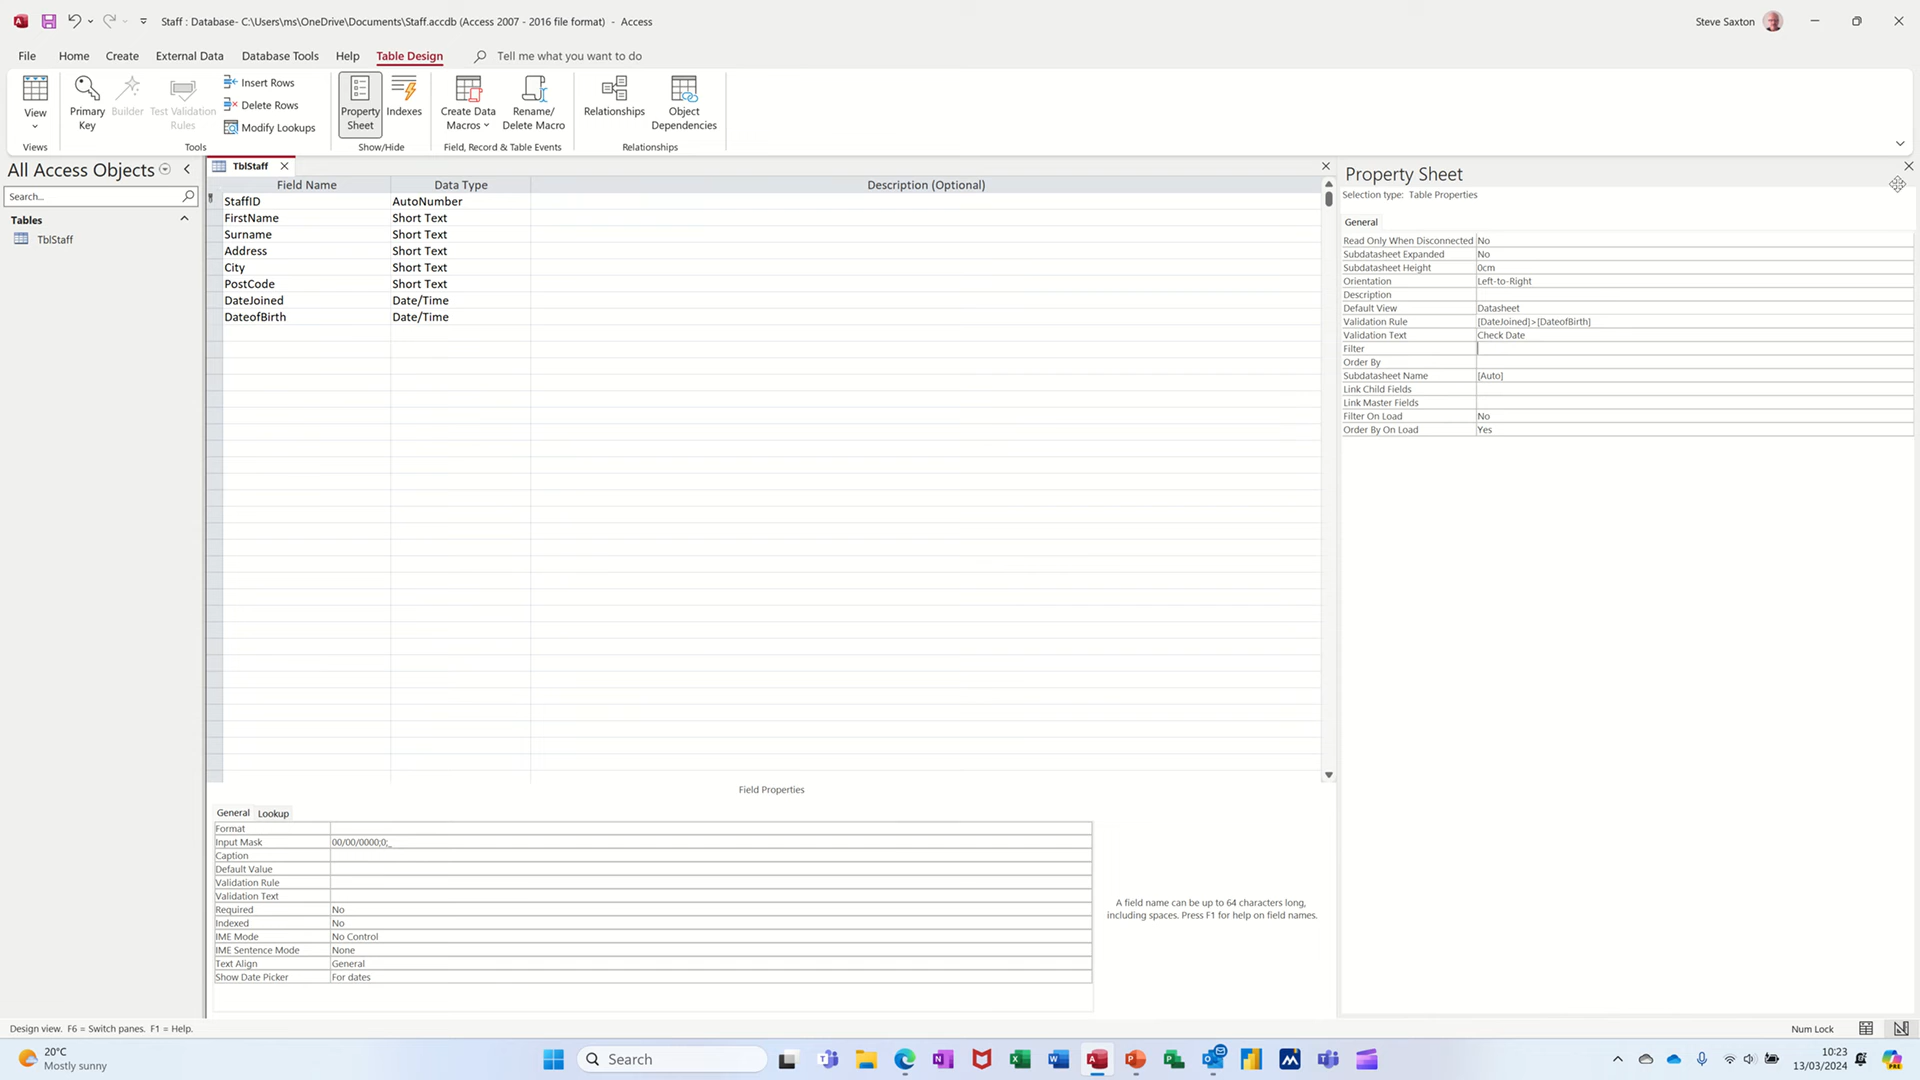 Staff : Database- C:\Users\ms\OneDrive\Documents\Staff.accdb (Access 2007 - 2016 file format) - Access
Steve Saxton
File Home Create External Data Database Tools Help Table Design Tell me what you want to do
View
Primary Key
Builder
Test Validation Rules
Insert Rows
Delete Rows
Modify Lookups
Property Sheet
Indexes
Create Data Macros
Rename/ Delete Macro
Relationships
Object Dependencies
Views Tools Show/Hide Field, Record & Table Events Relationships
All Access Objects
Search...
Tables
TblStaff
TblStaff
Field Name Data Type Description (Optional)
StaffID AutoNumber
FirstName Short Text
Surname Short Text
Address Short Text
City Short Text
PostCode Short Text
DateJoined Date/Time
DateofBirth Date/Time
Field Properties
General Lookup
Format
Input Mask 00/00/0000;0;_
Caption
Default Value
Validation Rule
Validation Text
Required No
Indexed No
IME Mode No Control
IME Sentence Mode None
Text Align General
Show Date Picker For dates
A field name can be up to 64 characters long,
including spaces. Press F1 for help on field names.
Property Sheet
Selection type: Table Properties
General
Read Only When Disconnected No
Subdatasheet Expanded No
Subdatasheet Height 0cm
Orientation Left-to-Right
Description
Default View Datasheet
Validation Rule [DateJoined]>[DateofBirth]
Validation Text Check Date
Filter
Order By
Subdatasheet Name [Auto]
Link Child Fields
Link Master Fields
Filter On Load No
Order By On Load Yes
Design view. F6 = Switch panes. F1 = Help.
Num Lock
20°C
Mostly sunny
Search
10:23
13/03/2024
PRE